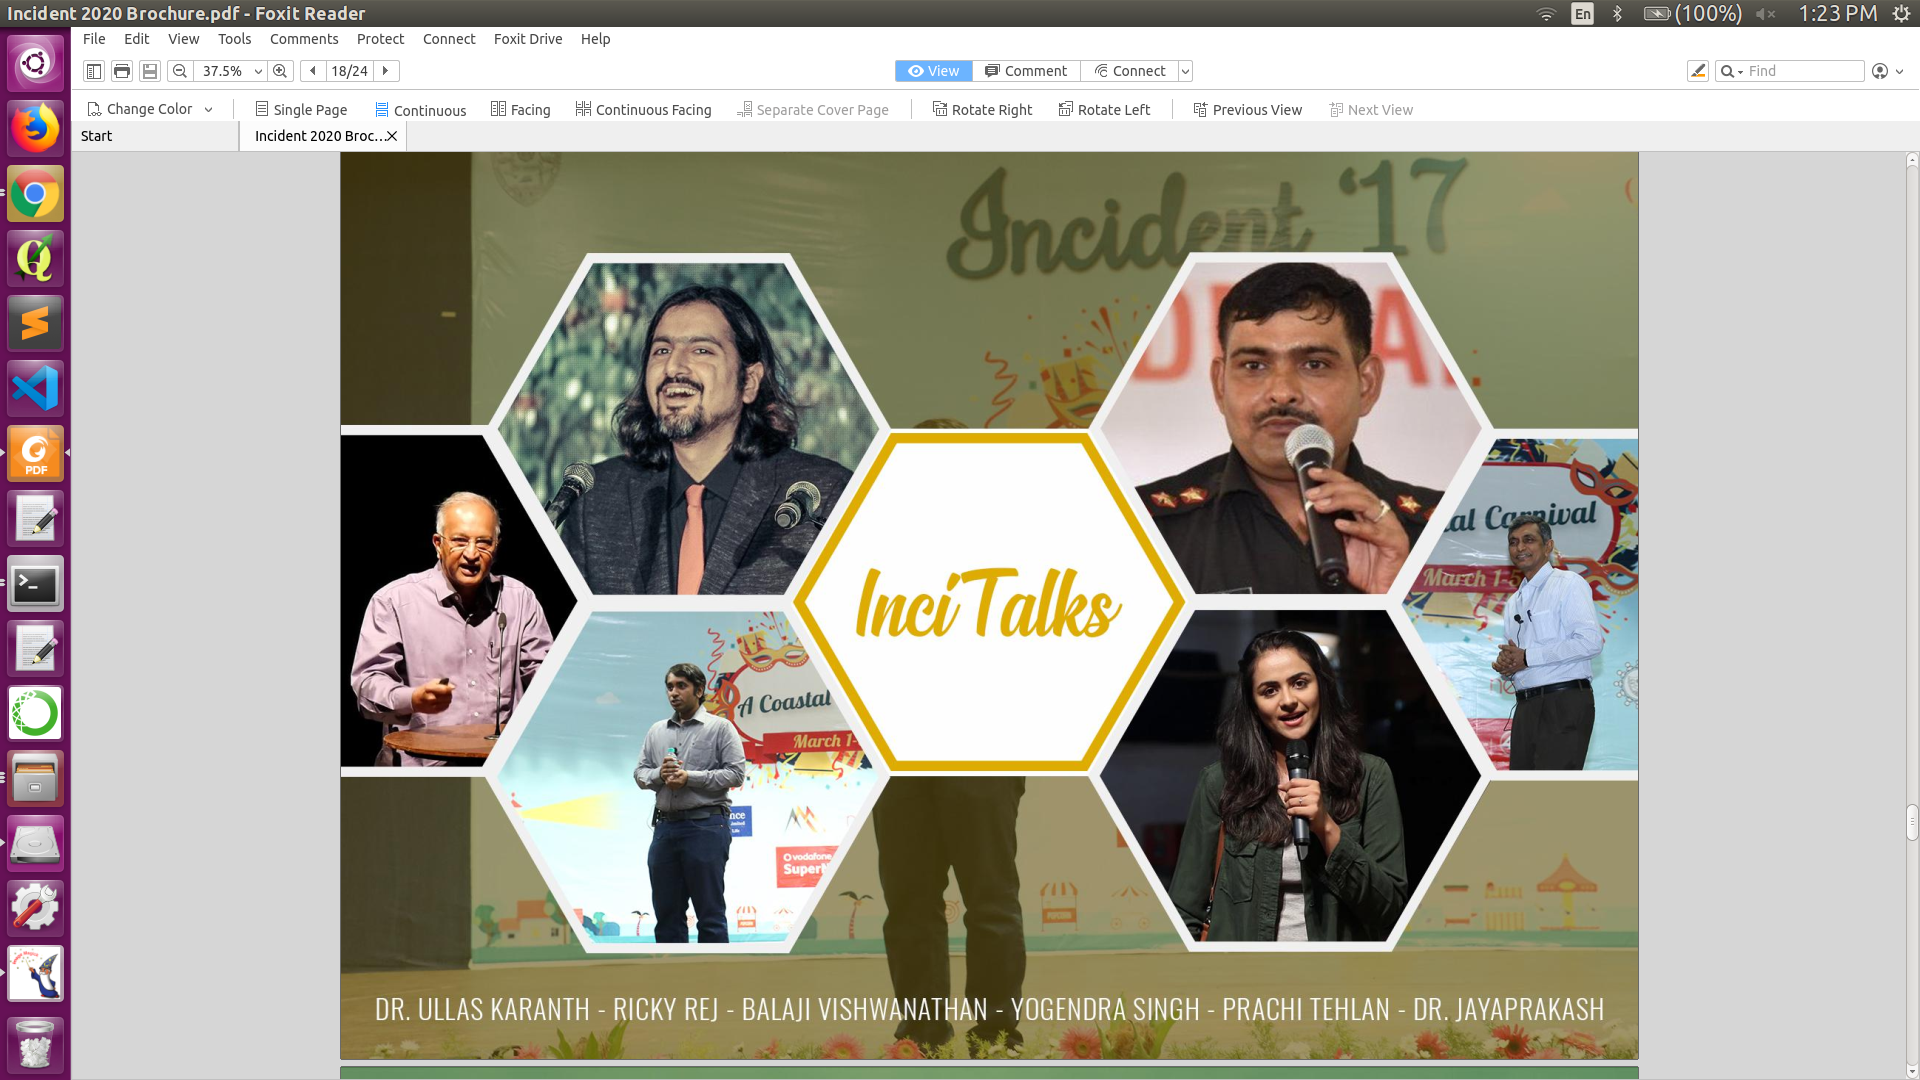 Incident 2020 Brochure.pdf - Foxit Reader
En (100%) 1:23 PM
File Edit View Tools Comments Protect Connect Foxit Drive Help
37.5% 18/24 View Comment Connect Find
Change Color Single Page Continuous Facing Continuous Facing Separate Cover Page Rotate Right Rotate Left Previous View Next View
Start Incident 2020 Broc...
Incident '17
al Carnival
March 1-5
PDF
InciTalks
A Coastal
March 1-
nce
vodafone
SuperN
DR. ULLAS KARANTH - RICKY REJ - BALAJI VISHWANATHAN - YOGENDRA SINGH - PRACHI TEHLAN - DR. JAYAPRAKASH